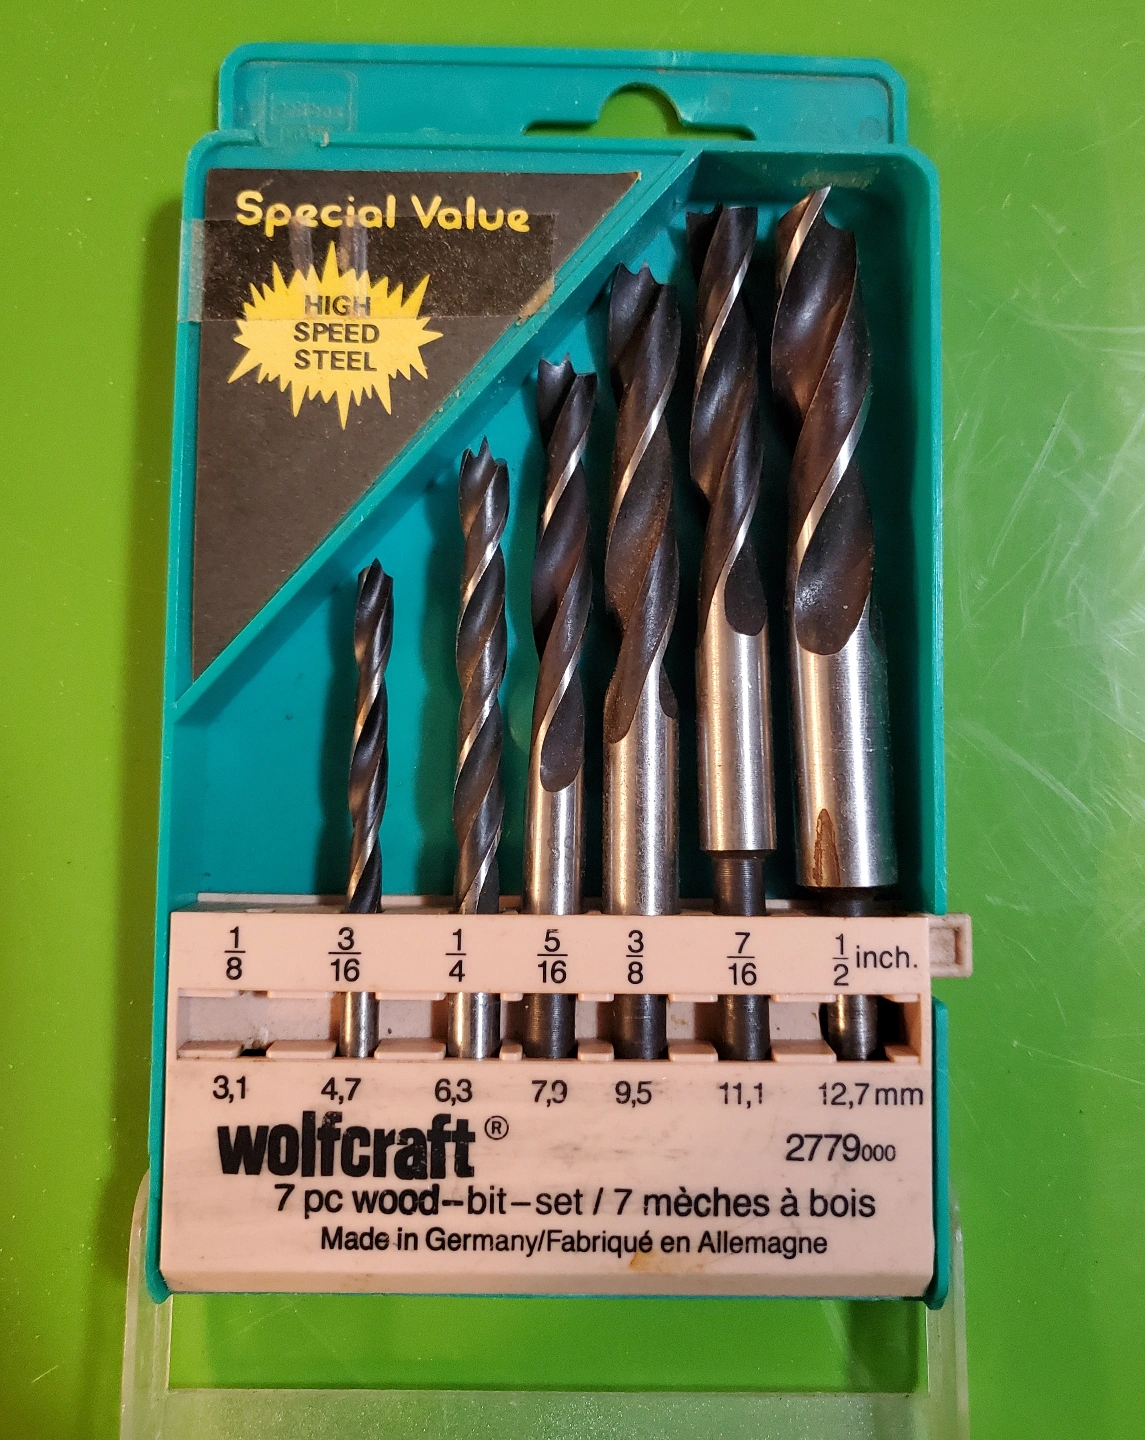 Special Value
HIGH
SPEED
STEEL
1/8 3/16 1/4 5/16 3/8 7/16 1/2 inch.
3,1 4,7 6,3 7,9 9,5 11,1 12,7 mm
wolfcraft ®
2779000
7 pc wood-bit-set / 7 mèches à bois
Made in Germany/Fabriqué en Allemagne